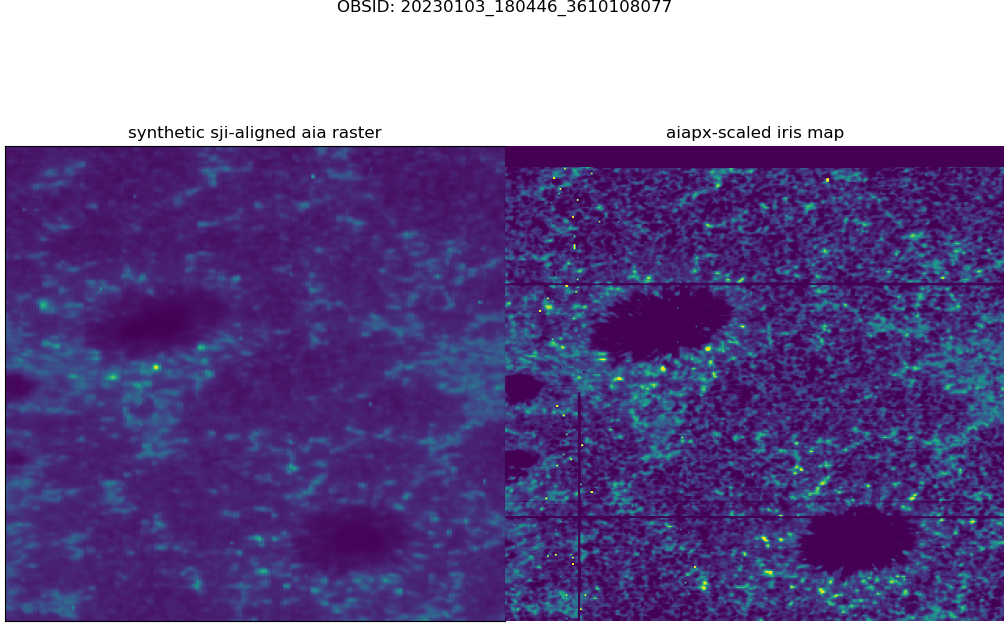 OBSID: 20230103_180446_3610108077
synthetic sji-aligned aia raster
aiapx-scaled iris map